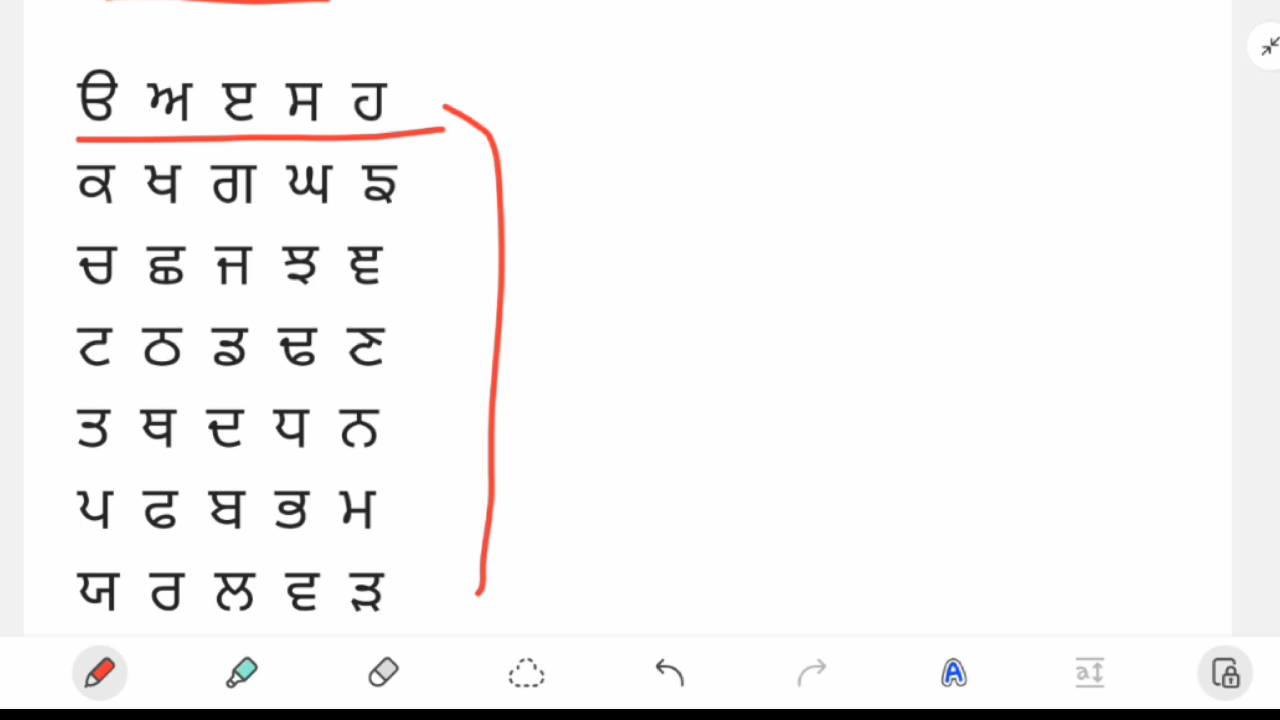 ੳ ਅ ੲ ਸ ਹ
ਕ ਖ ਗ ਘ ਙ
ਚ ਛ ਜ ਝ ਞ
ਟ ਠ ਡ ਢ ਣ
ਤ ਥ ਦ ਧ ਨ
ਪ ਫ ਬ ਭ ਮ
ਯ ਰ ਲ ਵ ੜ